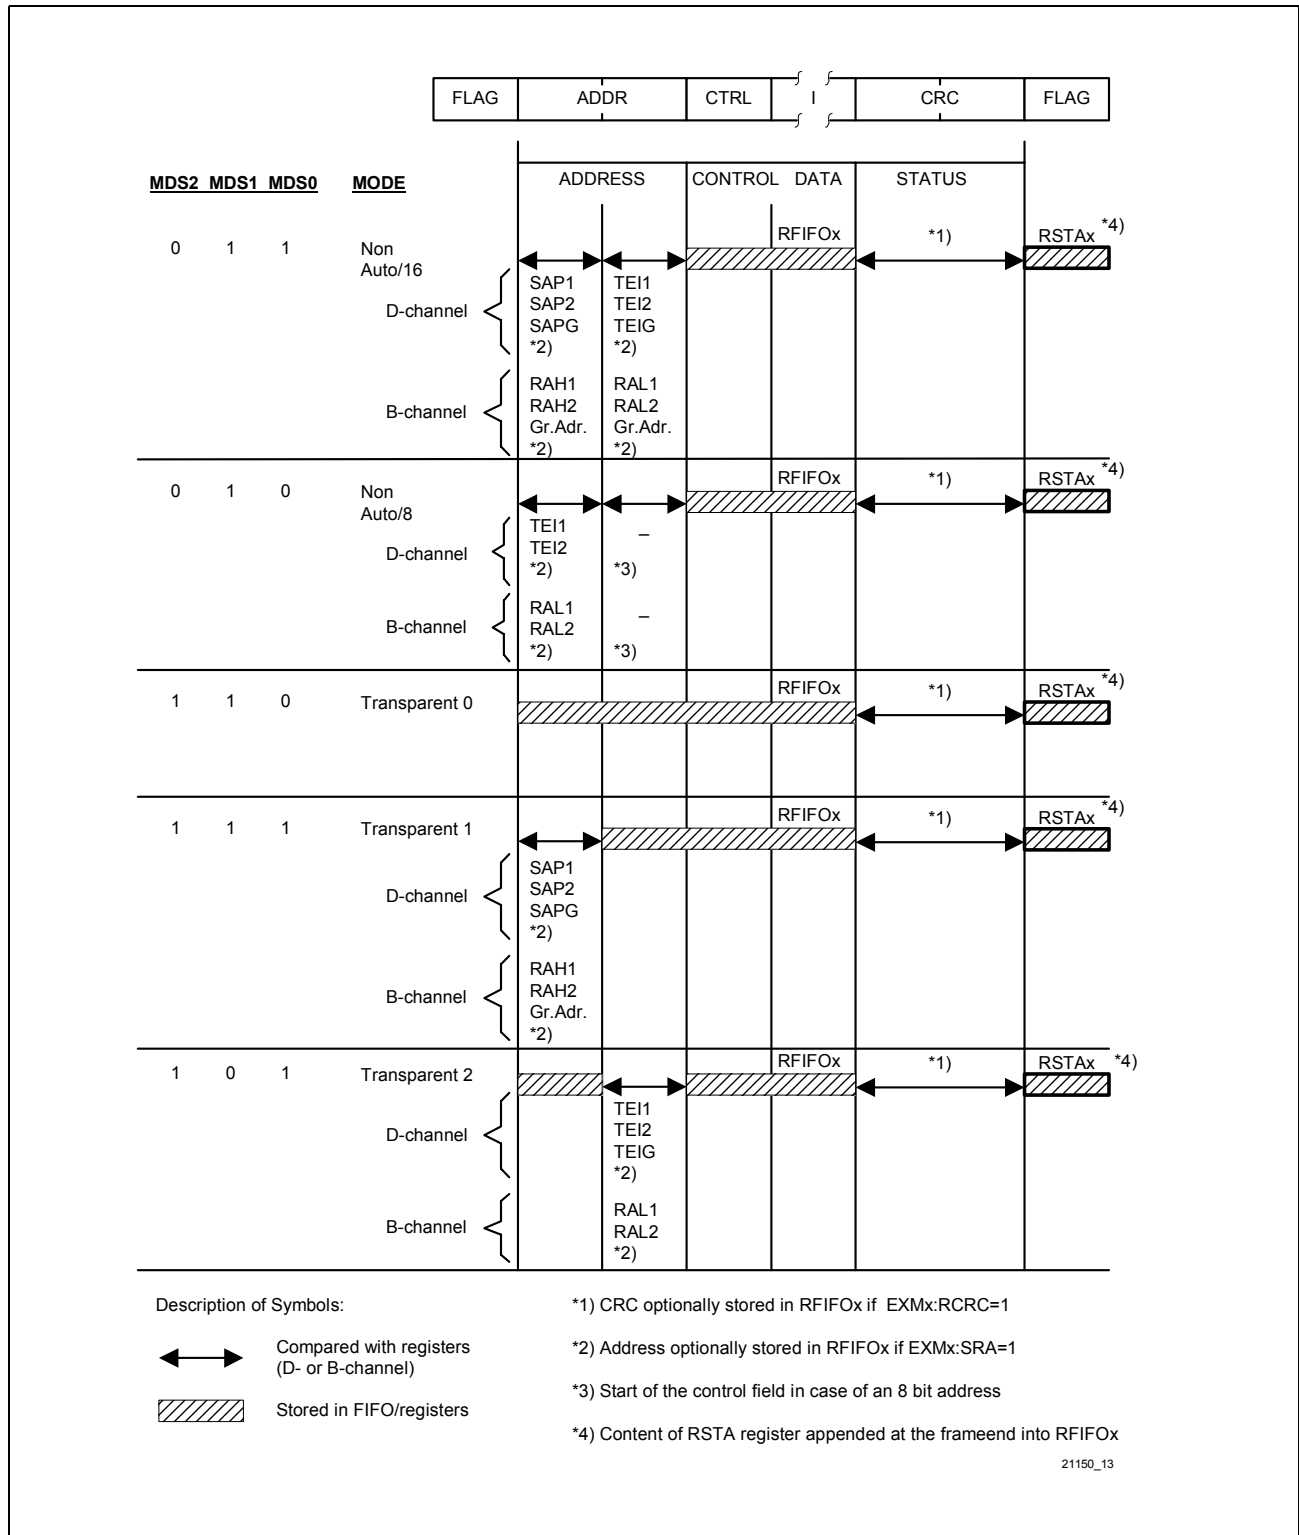 FLAG ADDR CTRL I CRC FLAG
MDS2 MDS1 MDS0 MODE ADDRESS CONTROL DATA STATUS
0 1 1 Non Auto/16 RFIFOx *1) RSTAx *4)
D-channel
SAP1 TEI1
SAP2 TEI2
SAPG TEIG
*2) *2)
B-channel
RAH1 RAL1
RAH2 RAL2
Gr.Adr. Gr.Adr.
*2) *2)
0 1 0 Non Auto/8 RFIFOx *1) RSTAx *4)
D-channel
TEI1 –
TEI2
*2) *3)
B-channel
RAL1 –
RAL2
*2) *3)
1 1 0 Transparent 0 RFIFOx *1) RSTAx *4)
1 1 1 Transparent 1 RFIFOx *1) RSTAx *4)
D-channel
SAP1
SAP2
SAPG
*2)
B-channel
RAH1
RAH2
Gr.Adr.
*2)
1 0 1 Transparent 2 RFIFOx *1) RSTAx *4)
D-channel
TEI1
TEI2
TEIG
*2)
B-channel
RAL1
RAL2
*2)
Description of Symbols:
Compared with registers
(D- or B-channel)
Stored in FIFO/registers
*1) CRC optionally stored in RFIFOx if EXMx:RCRC=1
*2) Address optionally stored in RFIFOx if EXMx:SRA=1
*3) Start of the control field in case of an 8 bit address
*4) Content of RSTA register appended at the frameend into RFIFOx
21150_13